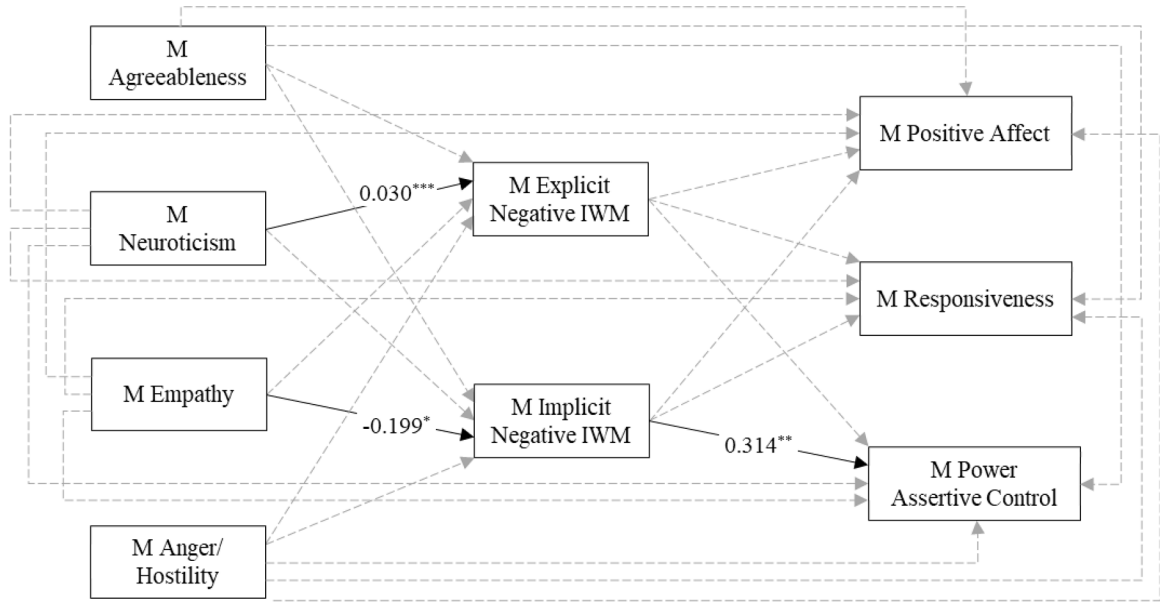 M
Agreeableness
M Positive Affect
M Explicit
Negative IWM
0.030***
M
Neuroticism
M Responsiveness
M Empathy
-0.199*
M Implicit
Negative IWM
0.314**
M Power
Assertive Control
M Anger/
Hostility